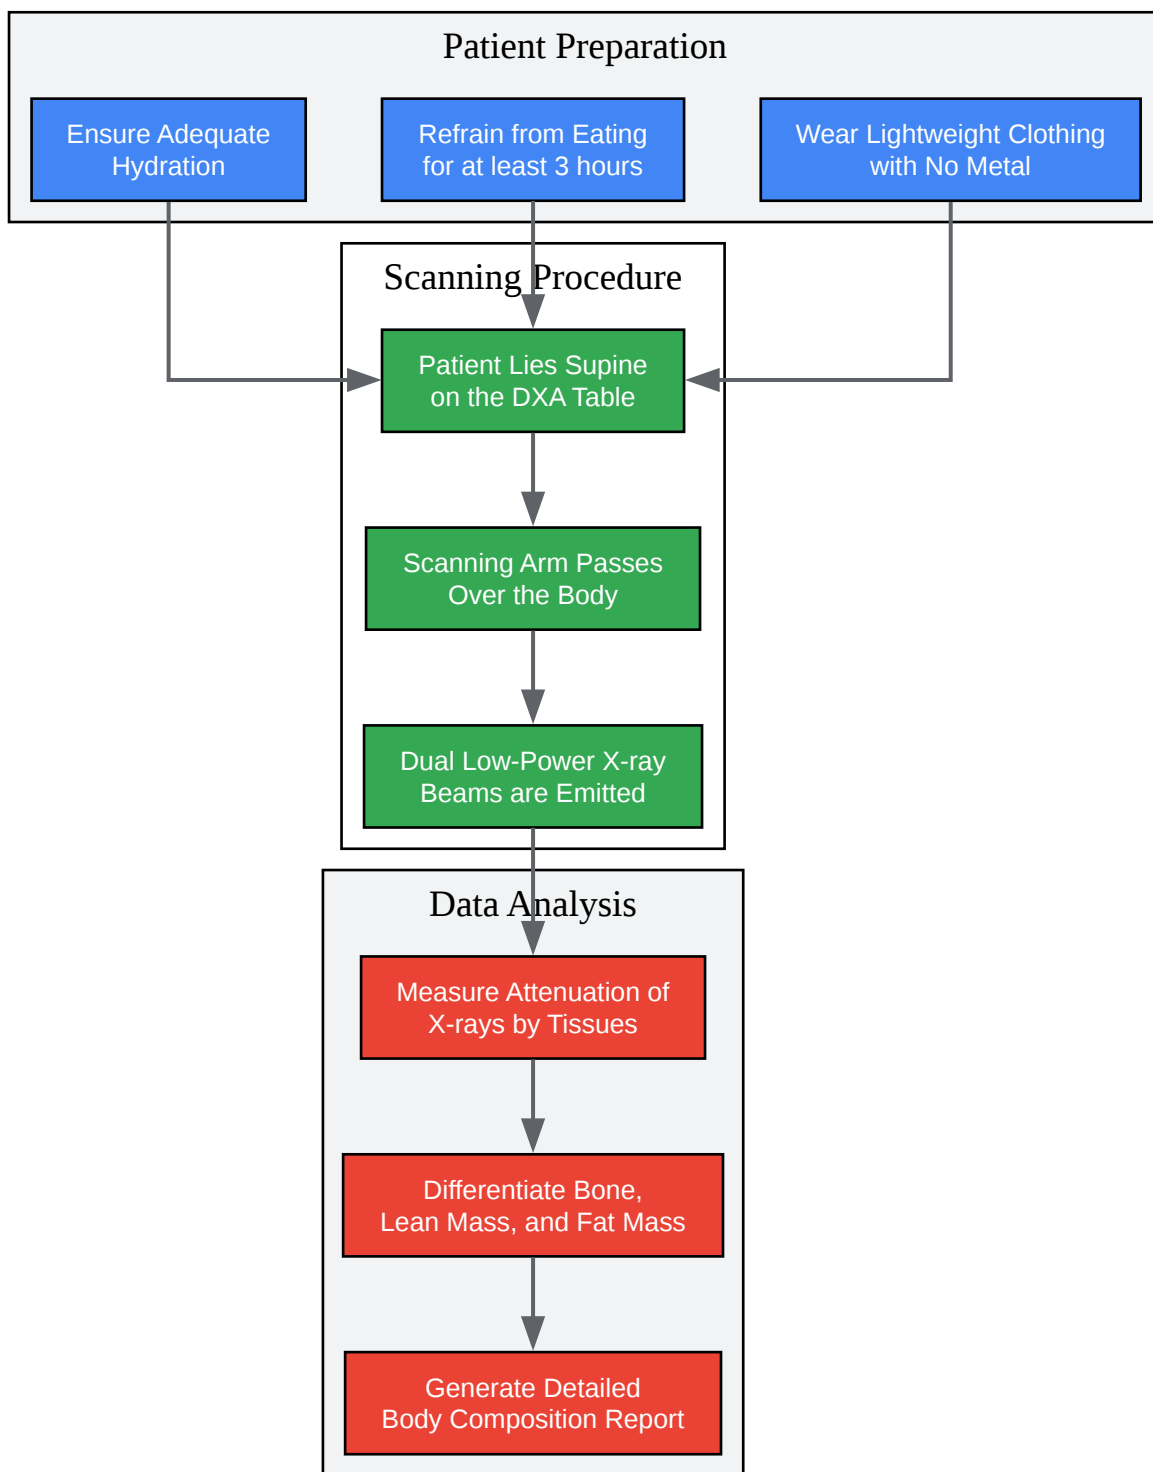 Patient Preparation
Ensure Adequate
Hydration
Refrain from Eating
for at least 3 hours
Wear Lightweight Clothing
with No Metal
Scanning Procedure
Patient Lies Supine
on the DXA Table
Scanning Arm Passes
Over the Body
Dual Low-Power X-ray
Beams are Emitted
Data Analysis
Measure Attenuation of
X-rays by Tissues
Differentiate Bone,
Lean Mass, and Fat Mass
Generate Detailed
Body Composition Report